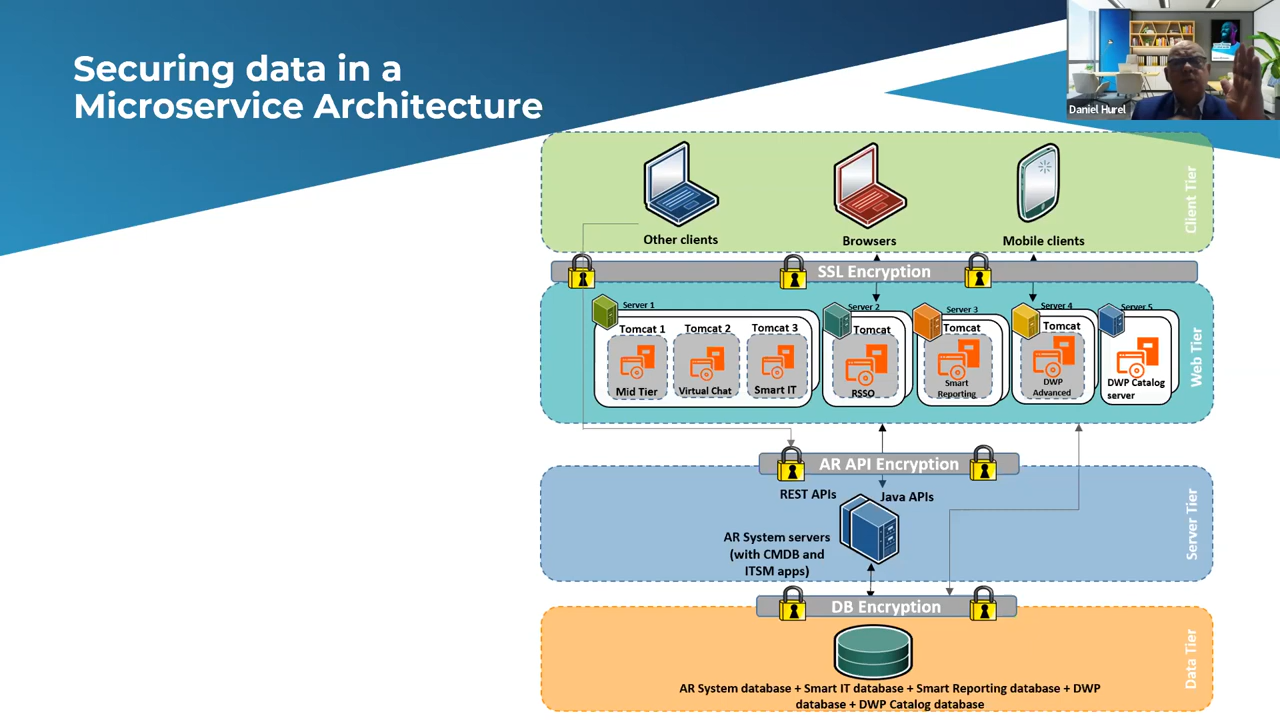 Securing data in a
Microservice Architecture
Daniel Hurel
Client Tier
Other clients
Browsers
Mobile clients
SSL Encryption
Web Tier
Server 1
Server 2
Server 3
Server 4
Server 5
Tomcat 1
Tomcat 2
Tomcat 3
Tomcat
Tomcat
Tomcat
Mid Tier
Virtual Chat
Smart IT
RSSO
Smart
Reporting
DWP
Advanced
DWP Catalog
server
AR API Encryption
REST APIs
Java APIs
Server Tier
AR System servers
(with CMDB and
ITSM apps)
DB Encryption
Data Tier
AR System database + Smart IT database + Smart Reporting database + DWP
database + DWP Catalog database